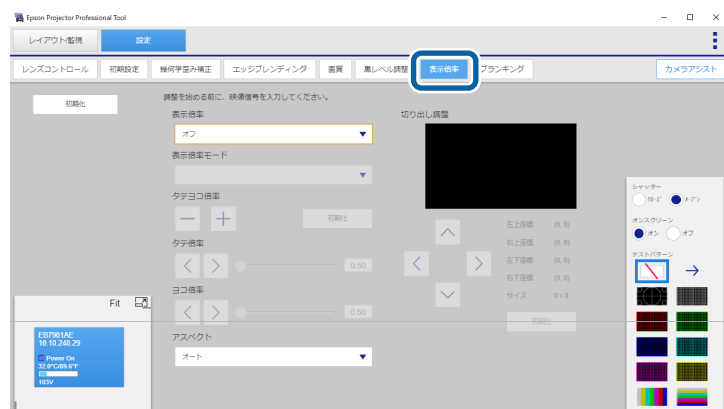 Epson Projector Professional Tool
レイアウト/監視 設定
レンズコントロール 初期設定 幾何学歪み補正 エッジブレンディング 画質 黒レベル調整 表示倍率 ブランキング カメラアシスト
初期化
調整を始める前に、映像信号を入力してください。
表示倍率
オフ
表示倍率モード
タテヨコ倍率
初期化
タテ倍率
0.50
ヨコ倍率
0.50
アスペクト
オート
切り出し調整
左上座標 (0, 0)
右上座標 (0, 0)
左下座標 (0, 0)
右下座標 (0, 0)
サイズ 0 x 0
初期化
シャッター
クローズ オープン
オンスクリーン
オン オフ
テストパターン
Fit
EB7901AE
10.10.240.29
Power On
32.0°C/89.6°F
103V